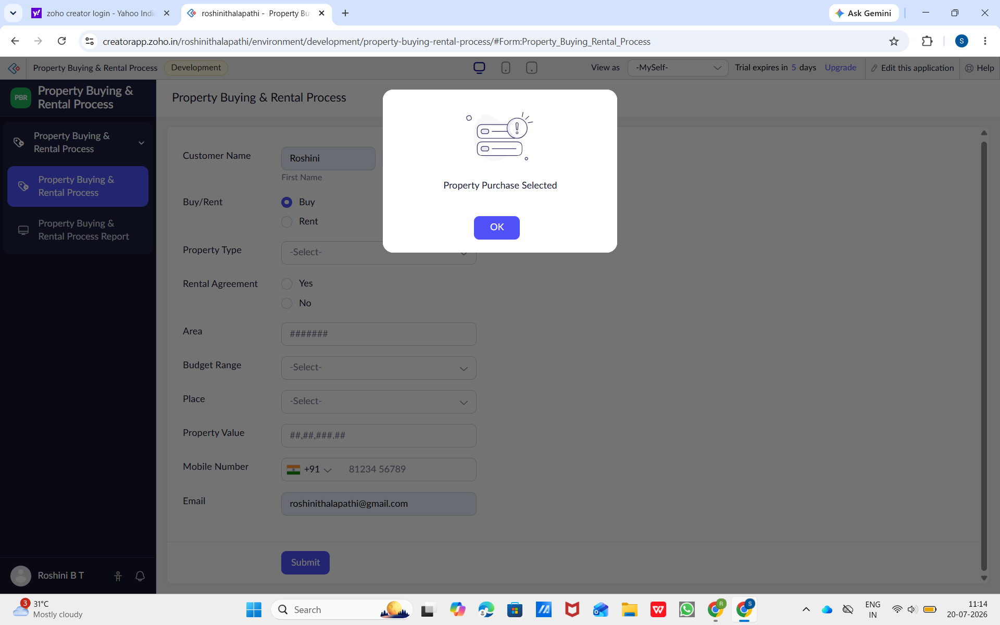 zoho creator login - Yahoo Indi
roshinithalapathi - Property Bu
Ask Gemini
creatorapp.zoho.in/roshinithalapathi/environment/development/property-buying-rental-process/#Form:Property_Buying_Rental_Process
S
Property Buying & Rental Process
Development
View as
-MySelf-
Trial expires in 5 days
Upgrade
Edit this application
Help
PBR
Property Buying &
Rental Process
Property Buying &
Rental Process
Property Buying &
Rental Process
Property Buying &
Rental Process Report
Roshini B T
Property Buying & Rental Process
Customer Name
Roshini
First Name
Buy/Rent
Buy
Rent
Property Type
-Select-
Rental Agreement
Yes
No
Area
#######
Budget Range
-Select-
Place
-Select-
Property Value
##,##,###.##
Mobile Number
+91
81234 56789
Email
roshinithalapathi@gmail.com
Submit
Property Purchase Selected
OK
3
31°C
Mostly cloudy
Search
R
S
ENG
IN
11:14
20-07-2026